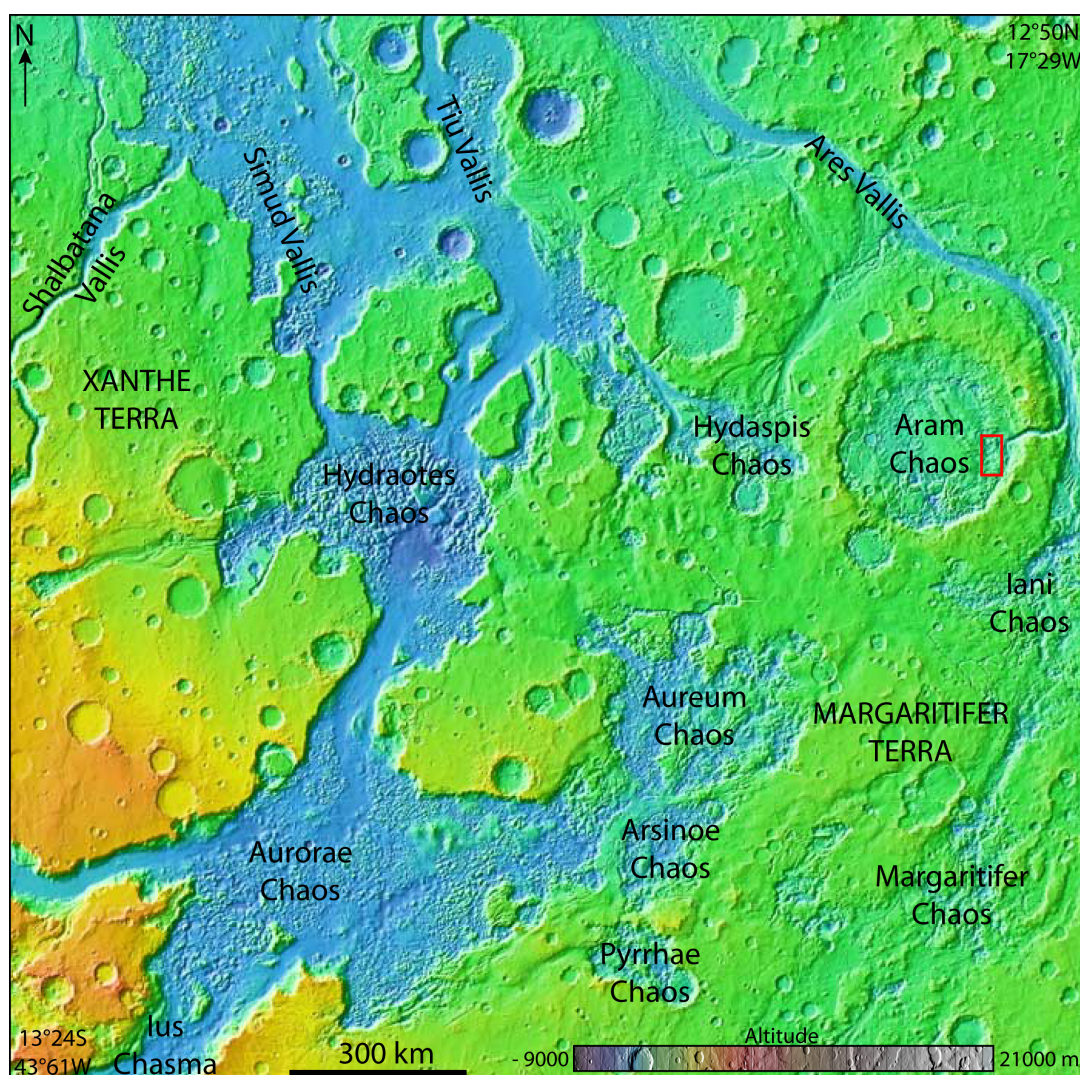 N
12°50N
17°29W
Tiu Vallis
Ares Vallis
Simud Vallis
Shalbatana
Vallis
XANTHE
TERRA
Hydaspis
Chaos
Aram
Chaos
Hydraotes
Chaos
Iani
Chaos
Aureum
Chaos
MARGARITIFER
TERRA
Arsinoe
Chaos
Aurorae
Chaos
Margaritifer
Chaos
Pyrrhae
Chaos
Ius
Chasma
13°24S
43°61W
300 km
Altitude
- 9000
21000 m